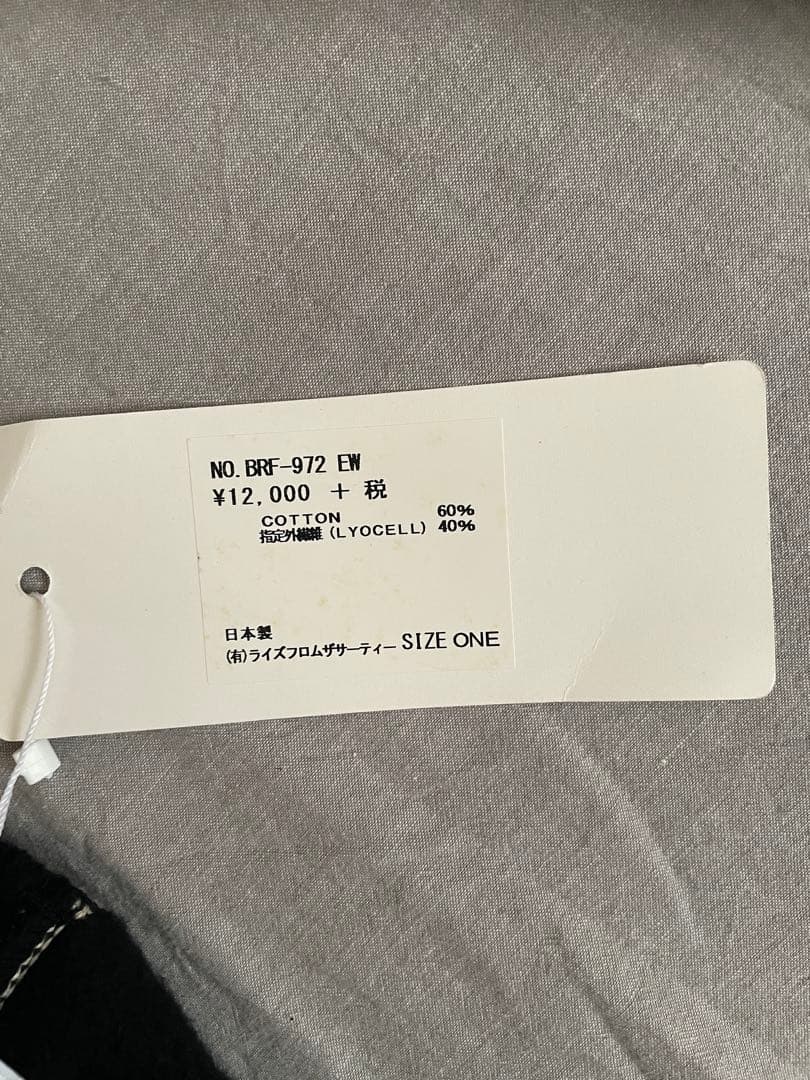 NO.BRF-972 EW
¥12,000 + 税
COTTON 60%
指定外繊維(LYOCELL) 40%
日本製
(有)ライズフロムザサーティー SIZE ONE